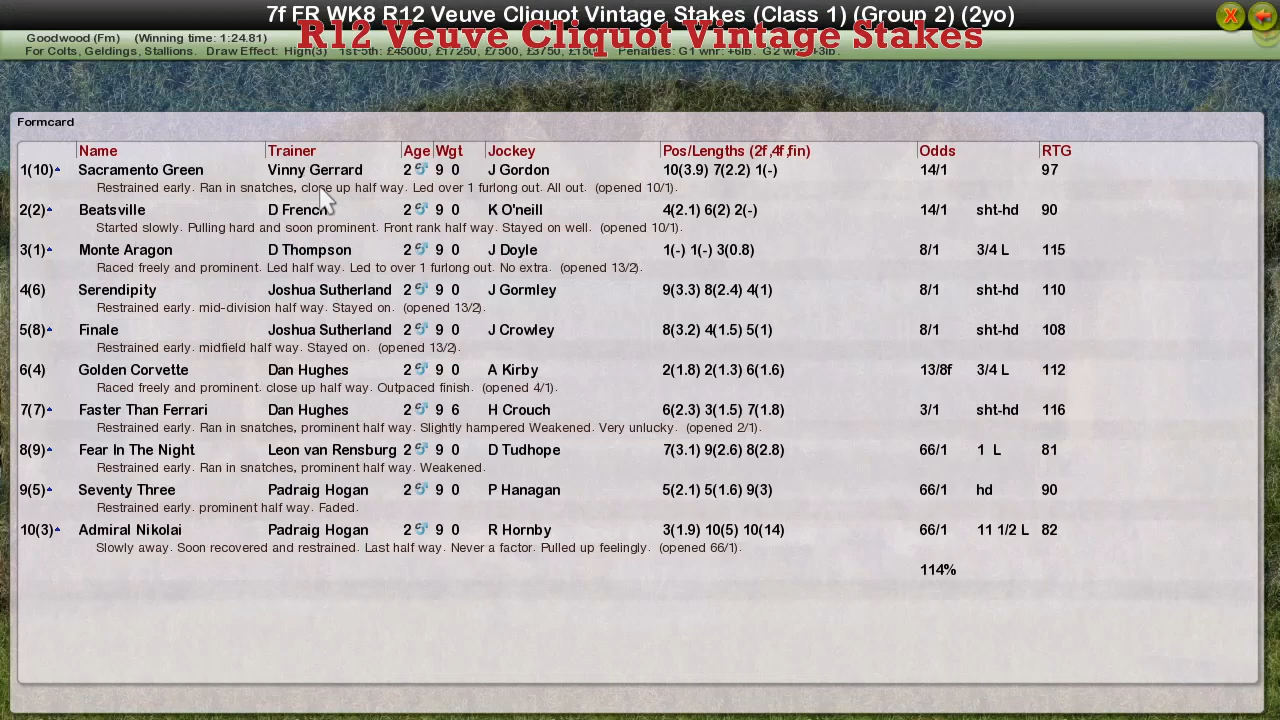 7f FR WK8 R12 Veuve Cliquot Vintage Stakes (Class 1) (Group 2) (2yo)
R12 Veuve Cliquot Vintage Stakes
Goodwood (Fm) (Winning time: 1:24.81)
For Colts, Geldings, Stallions. Draw Effect: High(3) 1st-5th: £45000, £17250, £7500, £3750, Penalties: G1 wnr: +6lb. G2 wnr: +3lb.
Formcard
Name Trainer Age Wgt Jockey Pos/Lengths (2f,4f,fin) Odds RTG
1(10) Sacramento Green Vinny Gerrard 2 9 0 J Gordon 10(3.9) 7(2.2) 1(-) 14/1 97
Restrained early. Ran in snatches, close up half way. Led over 1 furlong out. All out. (opened 10/1).
2(2) Beatsville D French 2 9 0 K O'neill 4(2.1) 6(2) 2(-) 14/1 sht-hd 90
Started slowly. Pulling hard and soon prominent. Front rank half way. Stayed on well. (opened 10/1).
3(1) Monte Aragon D Thompson 2 9 0 J Doyle 1(-) 1(-) 3(0.8) 8/1 3/4 L 115
Raced freely and prominent. Led half way. Led to over 1 furlong out. No extra. (opened 13/2).
4(6) Serendipity Joshua Sutherland 2 9 0 J Gormley 9(3.3) 8(2.4) 4(1) 8/1 sht-hd 110
Restrained early. mid-division half way. Stayed on. (opened 13/2).
5(8) Finale Joshua Sutherland 2 9 0 J Crowley 8(3.2) 4(1.5) 5(1) 8/1 sht-hd 108
Restrained early. midfield half way. Stayed on. (opened 13/2).
6(4) Golden Corvette Dan Hughes 2 9 0 A Kirby 2(1.8) 2(1.3) 6(1.6) 13/8f 3/4 L 112
Raced freely and prominent. close up half way. Outpaced finish. (opened 4/1).
7(7) Faster Than Ferrari Dan Hughes 2 9 6 H Crouch 6(2.3) 3(1.5) 7(1.8) 3/1 sht-hd 116
Restrained early. Ran in snatches, prominent half way. Slightly hampered Weakened. Very unlucky. (opened 2/1).
8(9) Fear In The Night Leon van Rensburg 2 9 0 D Tudhope 7(3.1) 9(2.6) 8(2.8) 66/1 1 L 81
Restrained early. Ran in snatches, prominent half way. Weakened.
9(5) Seventy Three Padraig Hogan 2 9 0 P Hanagan 5(2.1) 5(1.6) 9(3) 66/1 hd 90
Restrained early. prominent half way. Faded.
10(3) Admiral Nikolai Padraig Hogan 2 9 0 R Hornby 3(1.9) 10(5) 10(14) 66/1 11 1/2 L 82
Slowly away. Soon recovered and restrained. Last half way. Never a factor. Pulled up feelingly. (opened 66/1).
114%